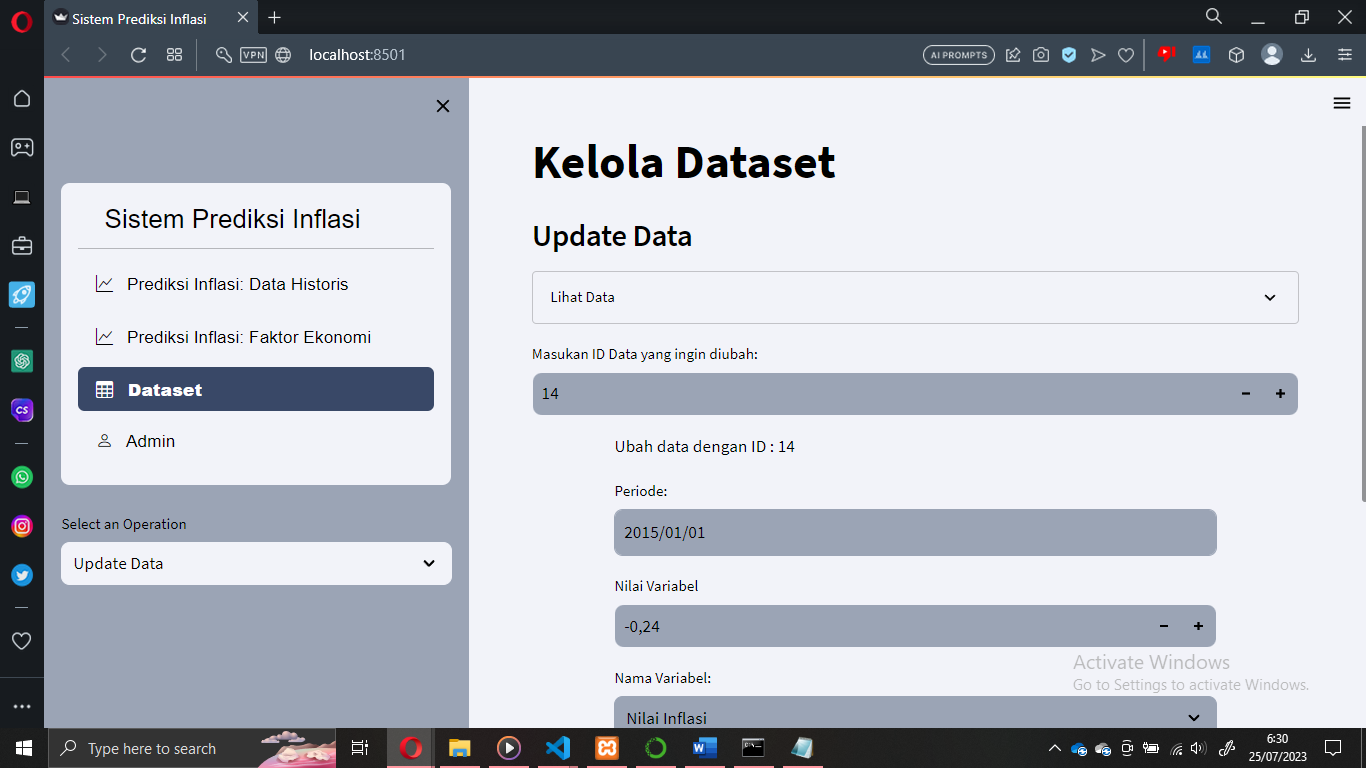 Sistem Prediksi Inflasi
VPN
localhost:8501
AI PROMPTS
Sistem Prediksi Inflasi
Prediksi Inflasi: Data Historis
Prediksi Inflasi: Faktor Ekonomi
Dataset
Admin
Select an Operation
Update Data
Kelola Dataset
Update Data
Lihat Data
Masukan ID Data yang ingin diubah:
14
Ubah data dengan ID : 14
Periode:
2015/01/01
Nilai Variabel
-0,24
Nama Variabel:
Nilai Inflasi
Activate Windows
Go to Settings to activate Windows.
CS
Type here to search
6:30
25/07/2023